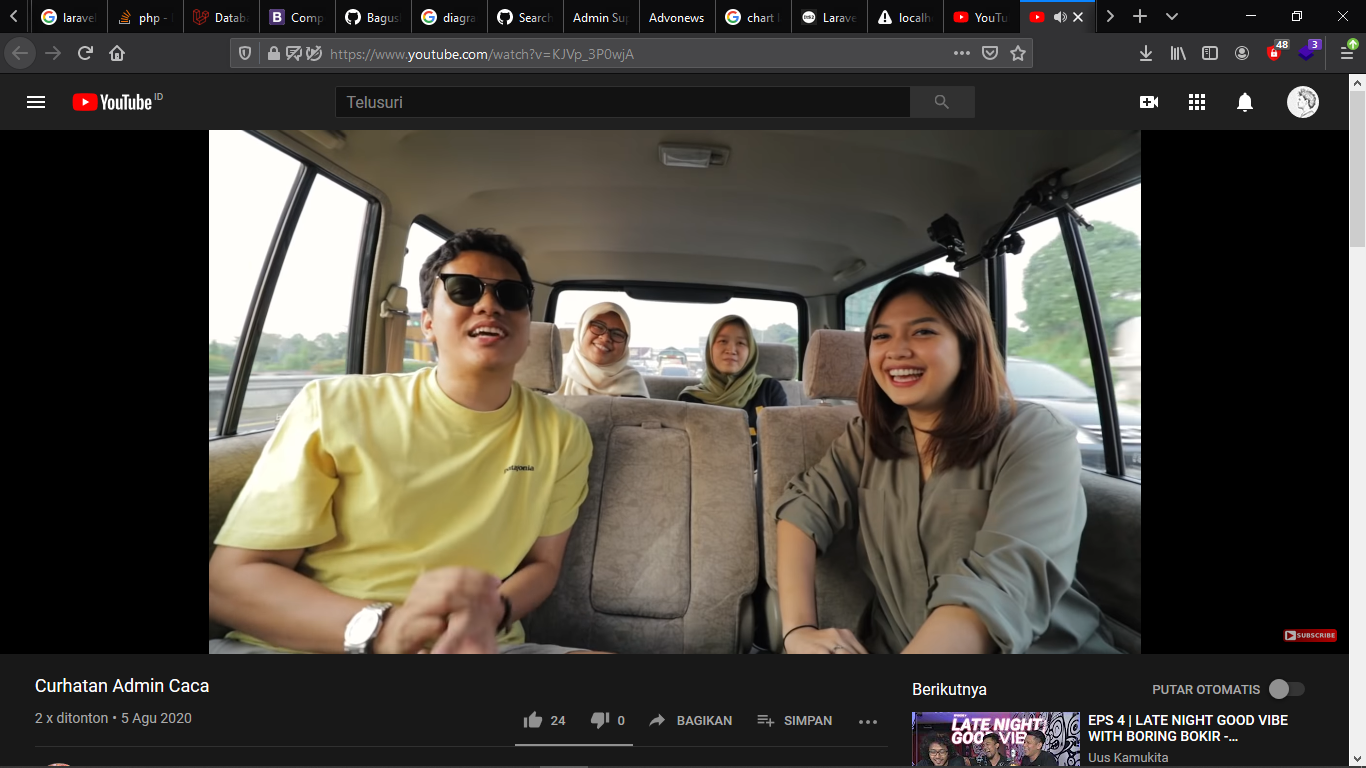 laravel
php -
Databa
Comp
Bagus
diagra
Search
Admin Sup
Advonews
chart
Larave
localh
YouTu
https://www.youtube.com/watch?v=KJVp_3P0wjA
48
3
YouTube ID
Telusuri
patagonia
SUBSCRIBE
Curhatan Admin Caca
2 x ditonton • 5 Agu 2020
24
0
BAGIKAN
SIMPAN
Berikutnya
PUTAR OTOMATIS
LATE NIGHT
GOOD VIB
EPS 4 | LATE NIGHT GOOD VIBE
WITH BORING BOKIR -...
Uus Kamukita